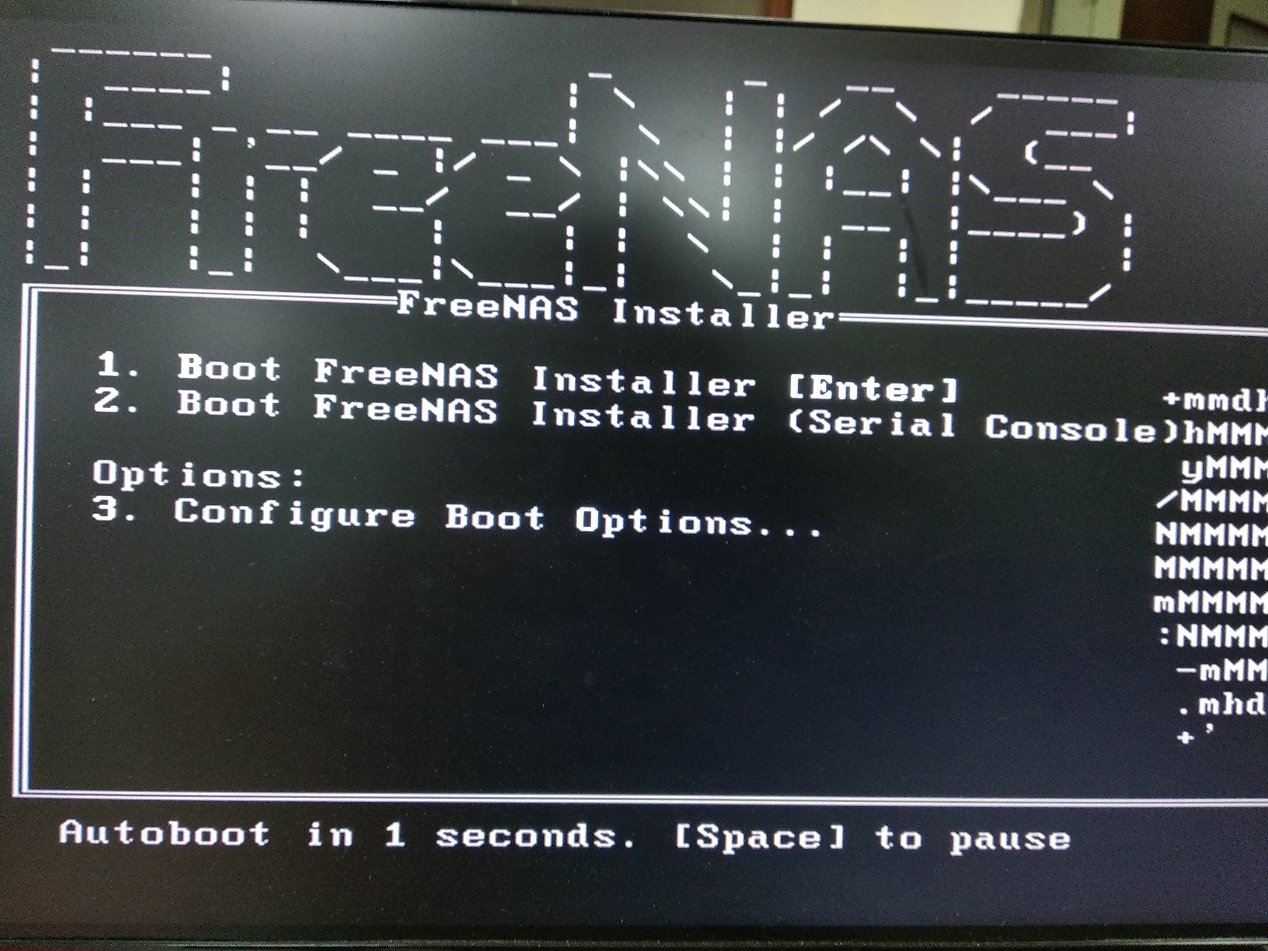 FreeNAS
FreeNAS Installer
1. Boot FreeNAS Installer [Enter]
2. Boot FreeNAS Installer (Serial Console)
Options:
3. Configure Boot Options...
+mmdh
hMMM
yMMM
/MMMM
NMMMM
MMMMM
mMMMM
:NMMM
-mMM
.mhd
+'
Autoboot in 1 seconds. [Space] to pause